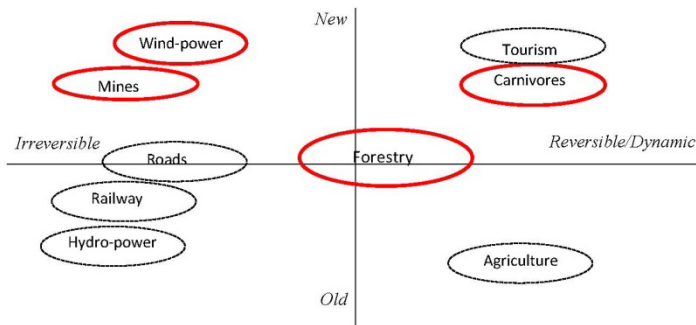 New
Wind-power
Tourism
Mines
Carnivores
Irreversible
Reversible/Dynamic
Roads
Forestry
Railway
Hydro-power
Agriculture
Old